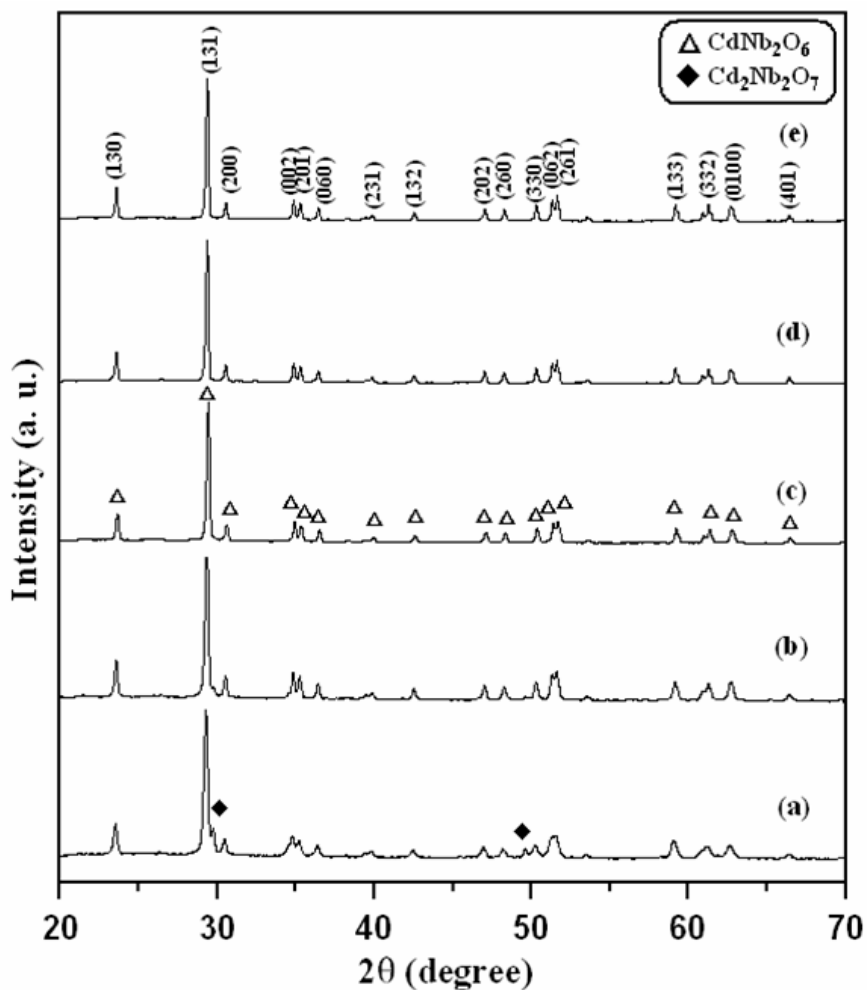 △ CdNb₂O₆
◆ Cd₂Nb₂O₇
(e)
(130)
(131)
(200)
(002)
(201)
(060)
(231)
(132)
(202)
(260)
(330)
(062)
(261)
(133)
(332)
(0100)
(401)
(d)
(c)
(b)
(a)
Intensity (a. u.)
20 30 40 50 60 70
2θ (degree)